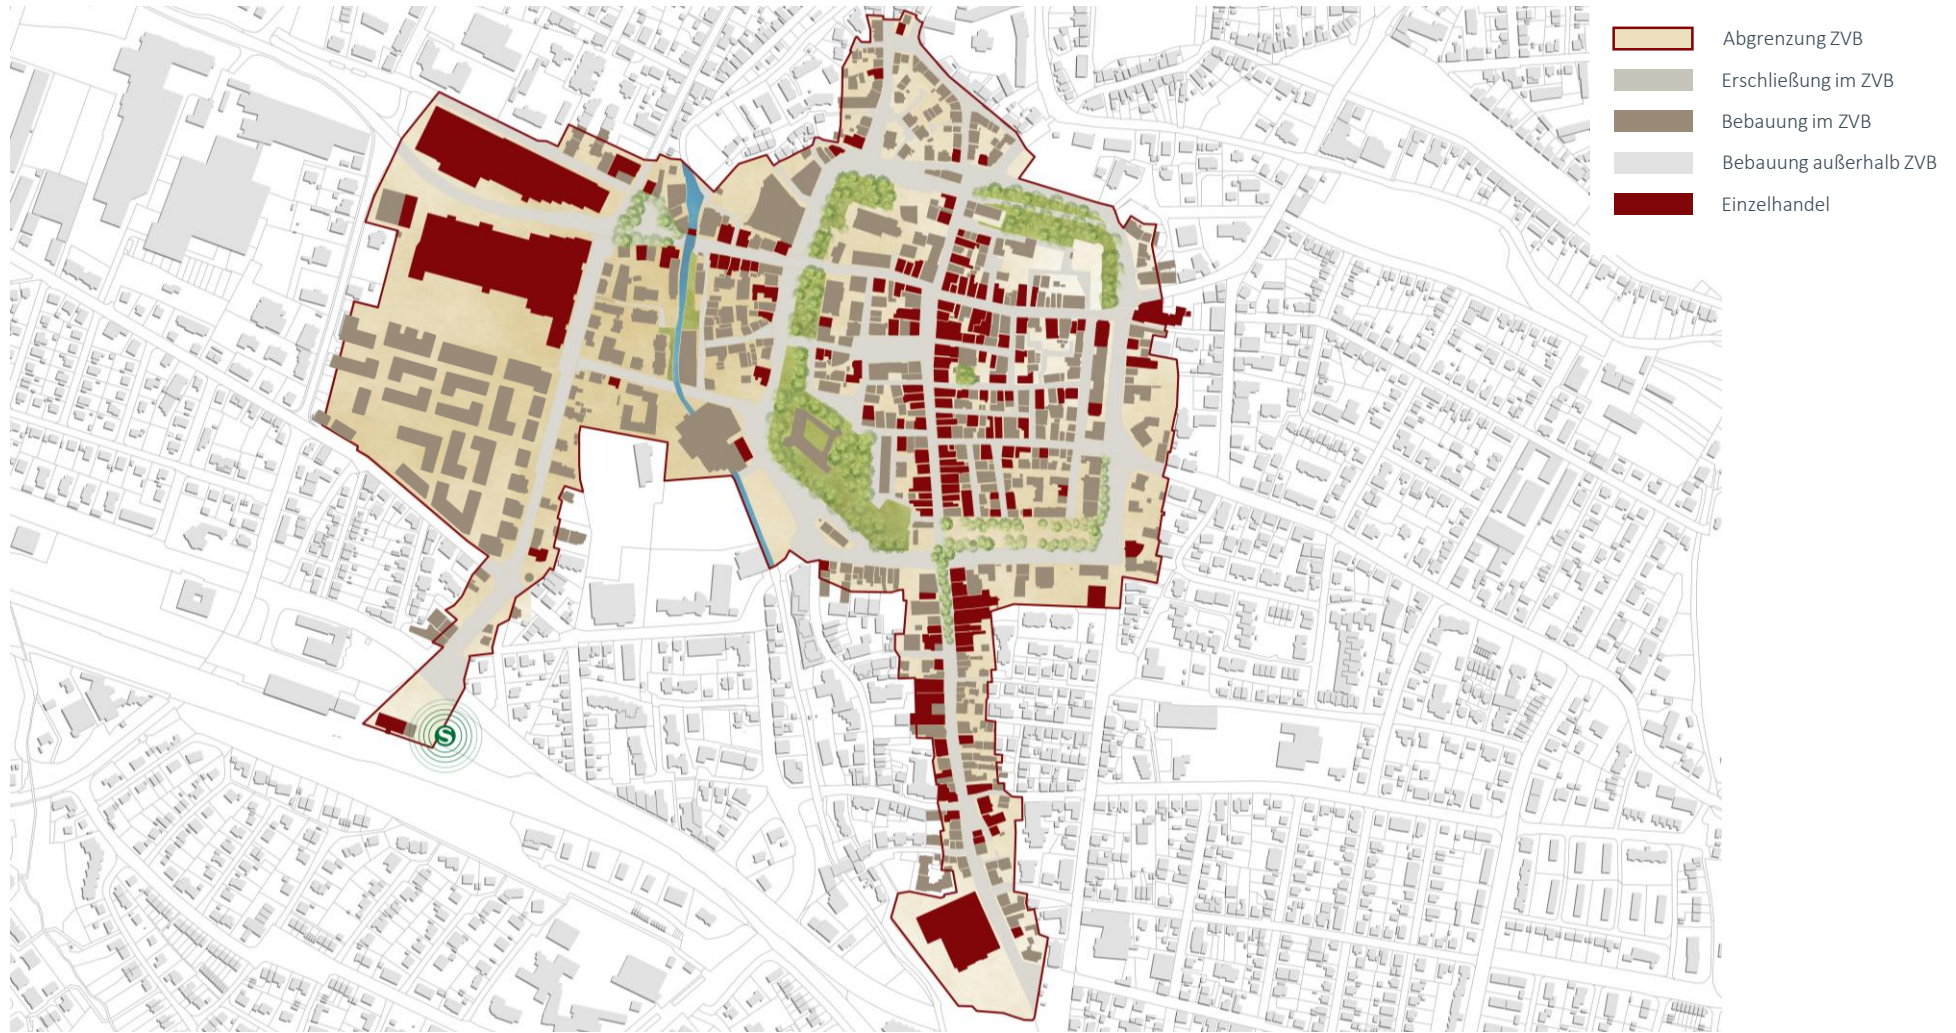 Abgrenzung ZVB
Erschließung im ZVB
Bebauung im ZVB
Bebauung außerhalb ZVB
Einzelhandel
S